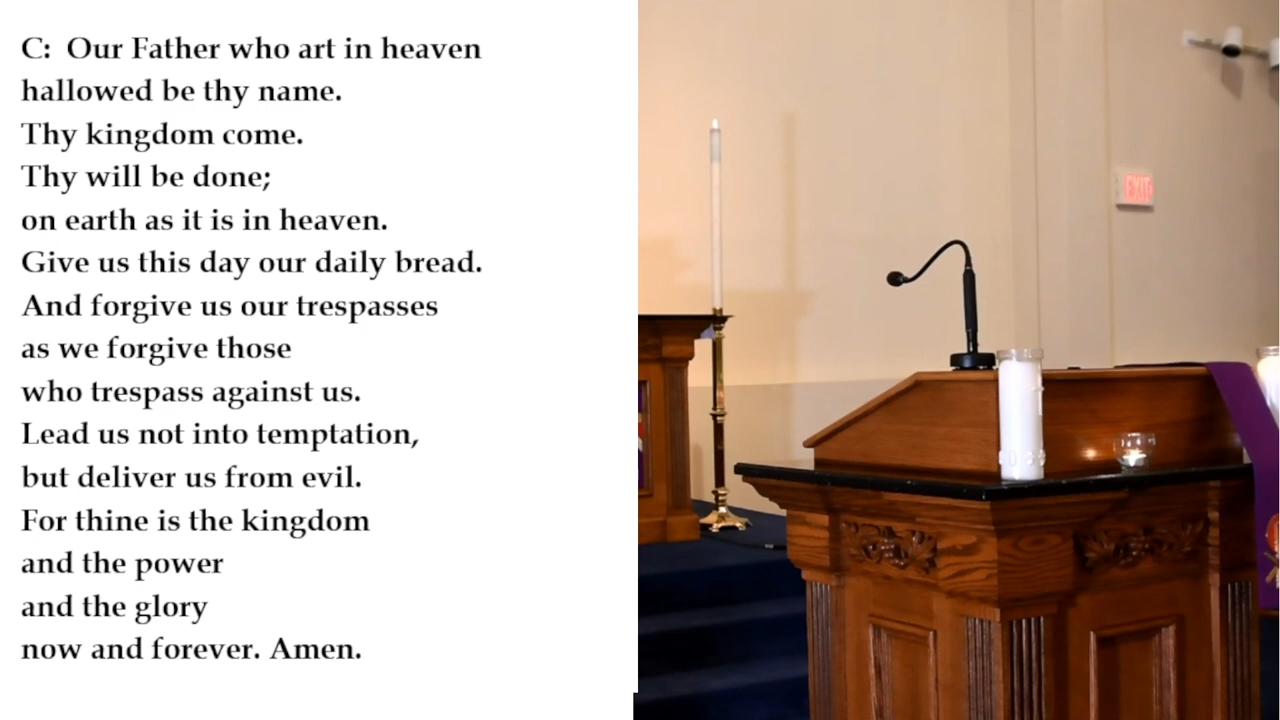 C: Our Father who art in heaven
hallowed be thy name.
Thy kingdom come.
Thy will be done;
on earth as it is in heaven.
Give us this day our daily bread.
And forgive us our trespasses
as we forgive those
who trespass against us.
Lead us not into temptation,
but deliver us from evil.
For thine is the kingdom
and the power
and the glory
now and forever. Amen.
EXIT